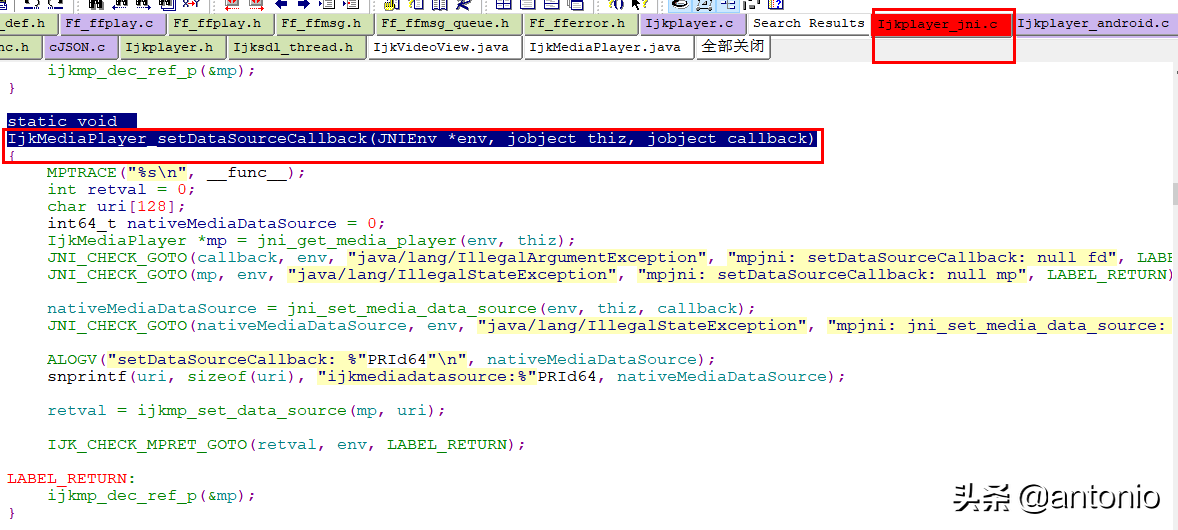 _def.h Ff_ffplay.c Ff_ffplay.h Ff_ffmsg.h Ff_ffmsg_queue.h Ff_fferror.h Ijkplayer.c Search Results Ijkplayer_jni.c Ijkplayer_android.c
nc.h cJSON.c Ijkplayer.h Ijksdl_thread.h IjkVideoView.java IjkMediaPlayer.java 全部关闭
ijkmp_dec_ref_p(&mp);
}
static void
IjkMediaPlayer_setDataSourceCallback(JNIEnv *env, jobject thiz, jobject callback)
{
MPTRACE("%s\n", __func__);
int retval = 0;
char uri[128];
int64_t nativeMediaDataSource = 0;
IjkMediaPlayer *mp = jni_get_media_player(env, thiz);
JNI_CHECK_GOTO(callback, env, "java/lang/IllegalArgumentException", "mpjni: setDataSourceCallback: null fd", LABE
JNI_CHECK_GOTO(mp, env, "java/lang/IllegalStateException", "mpjni: setDataSourceCallback: null mp", LABEL_RETURN)
nativeMediaDataSource = jni_set_media_data_source(env, thiz, callback);
JNI_CHECK_GOTO(nativeMediaDataSource, env, "java/lang/IllegalStateException", "mpjni: jni_set_media_data_source:
ALOGV("setDataSourceCallback: %"PRId64"\n", nativeMediaDataSource);
snprintf(uri, sizeof(uri), "ijkmediadatasource:%"PRId64, nativeMediaDataSource);
retval = ijkmp_set_data_source(mp, uri);
IJK_CHECK_MPRET_GOTO(retval, env, LABEL_RETURN);
LABEL_RETURN:
ijkmp_dec_ref_p(&mp);
}
头条 @antonio